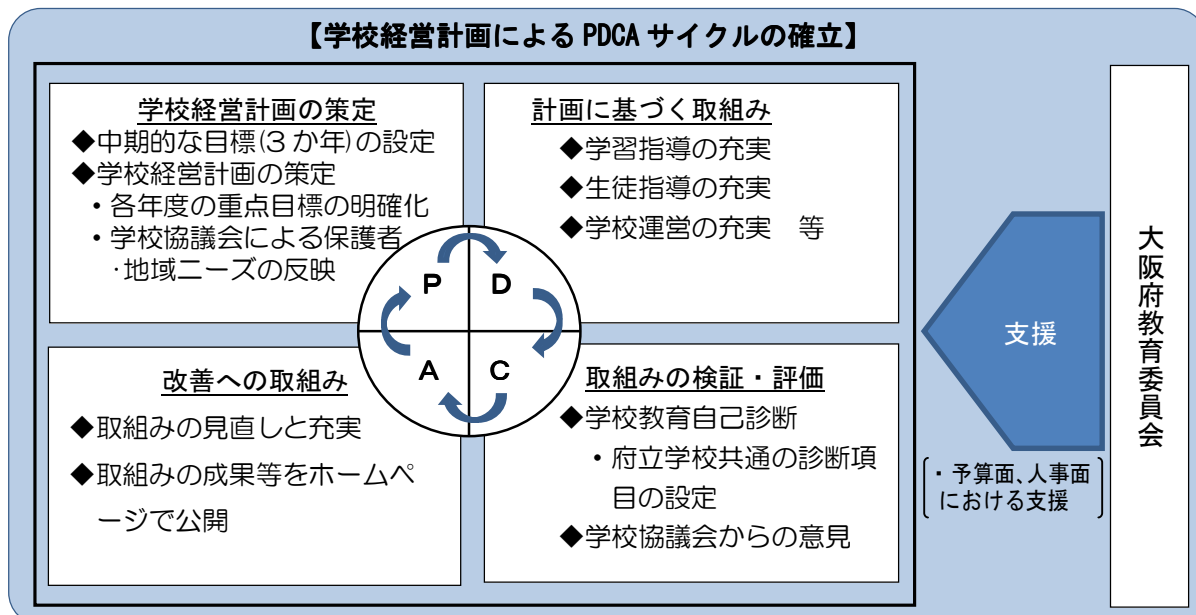 【学校経営計画による PDCA サイクルの確立】
学校経営計画の策定
◆中期的な目標(3 か年)の設定
◆学校経営計画の策定
・各年度の重点目標の明確化
・学校協議会による保護者
・地域ニーズの反映
計画に基づく取組み
◆学習指導の充実
◆生徒指導の充実
◆学校運営の充実　等
P
D
A
C
改善への取組み
◆取組みの見直しと充実
◆取組みの成果等をホームペ
ージで公開
取組みの検証・評価
◆学校教育自己診断
・府立学校共通の診断項
目の設定
◆学校協議会からの意見
支援
・予算面、人事面
における支援
大阪府教育委員会